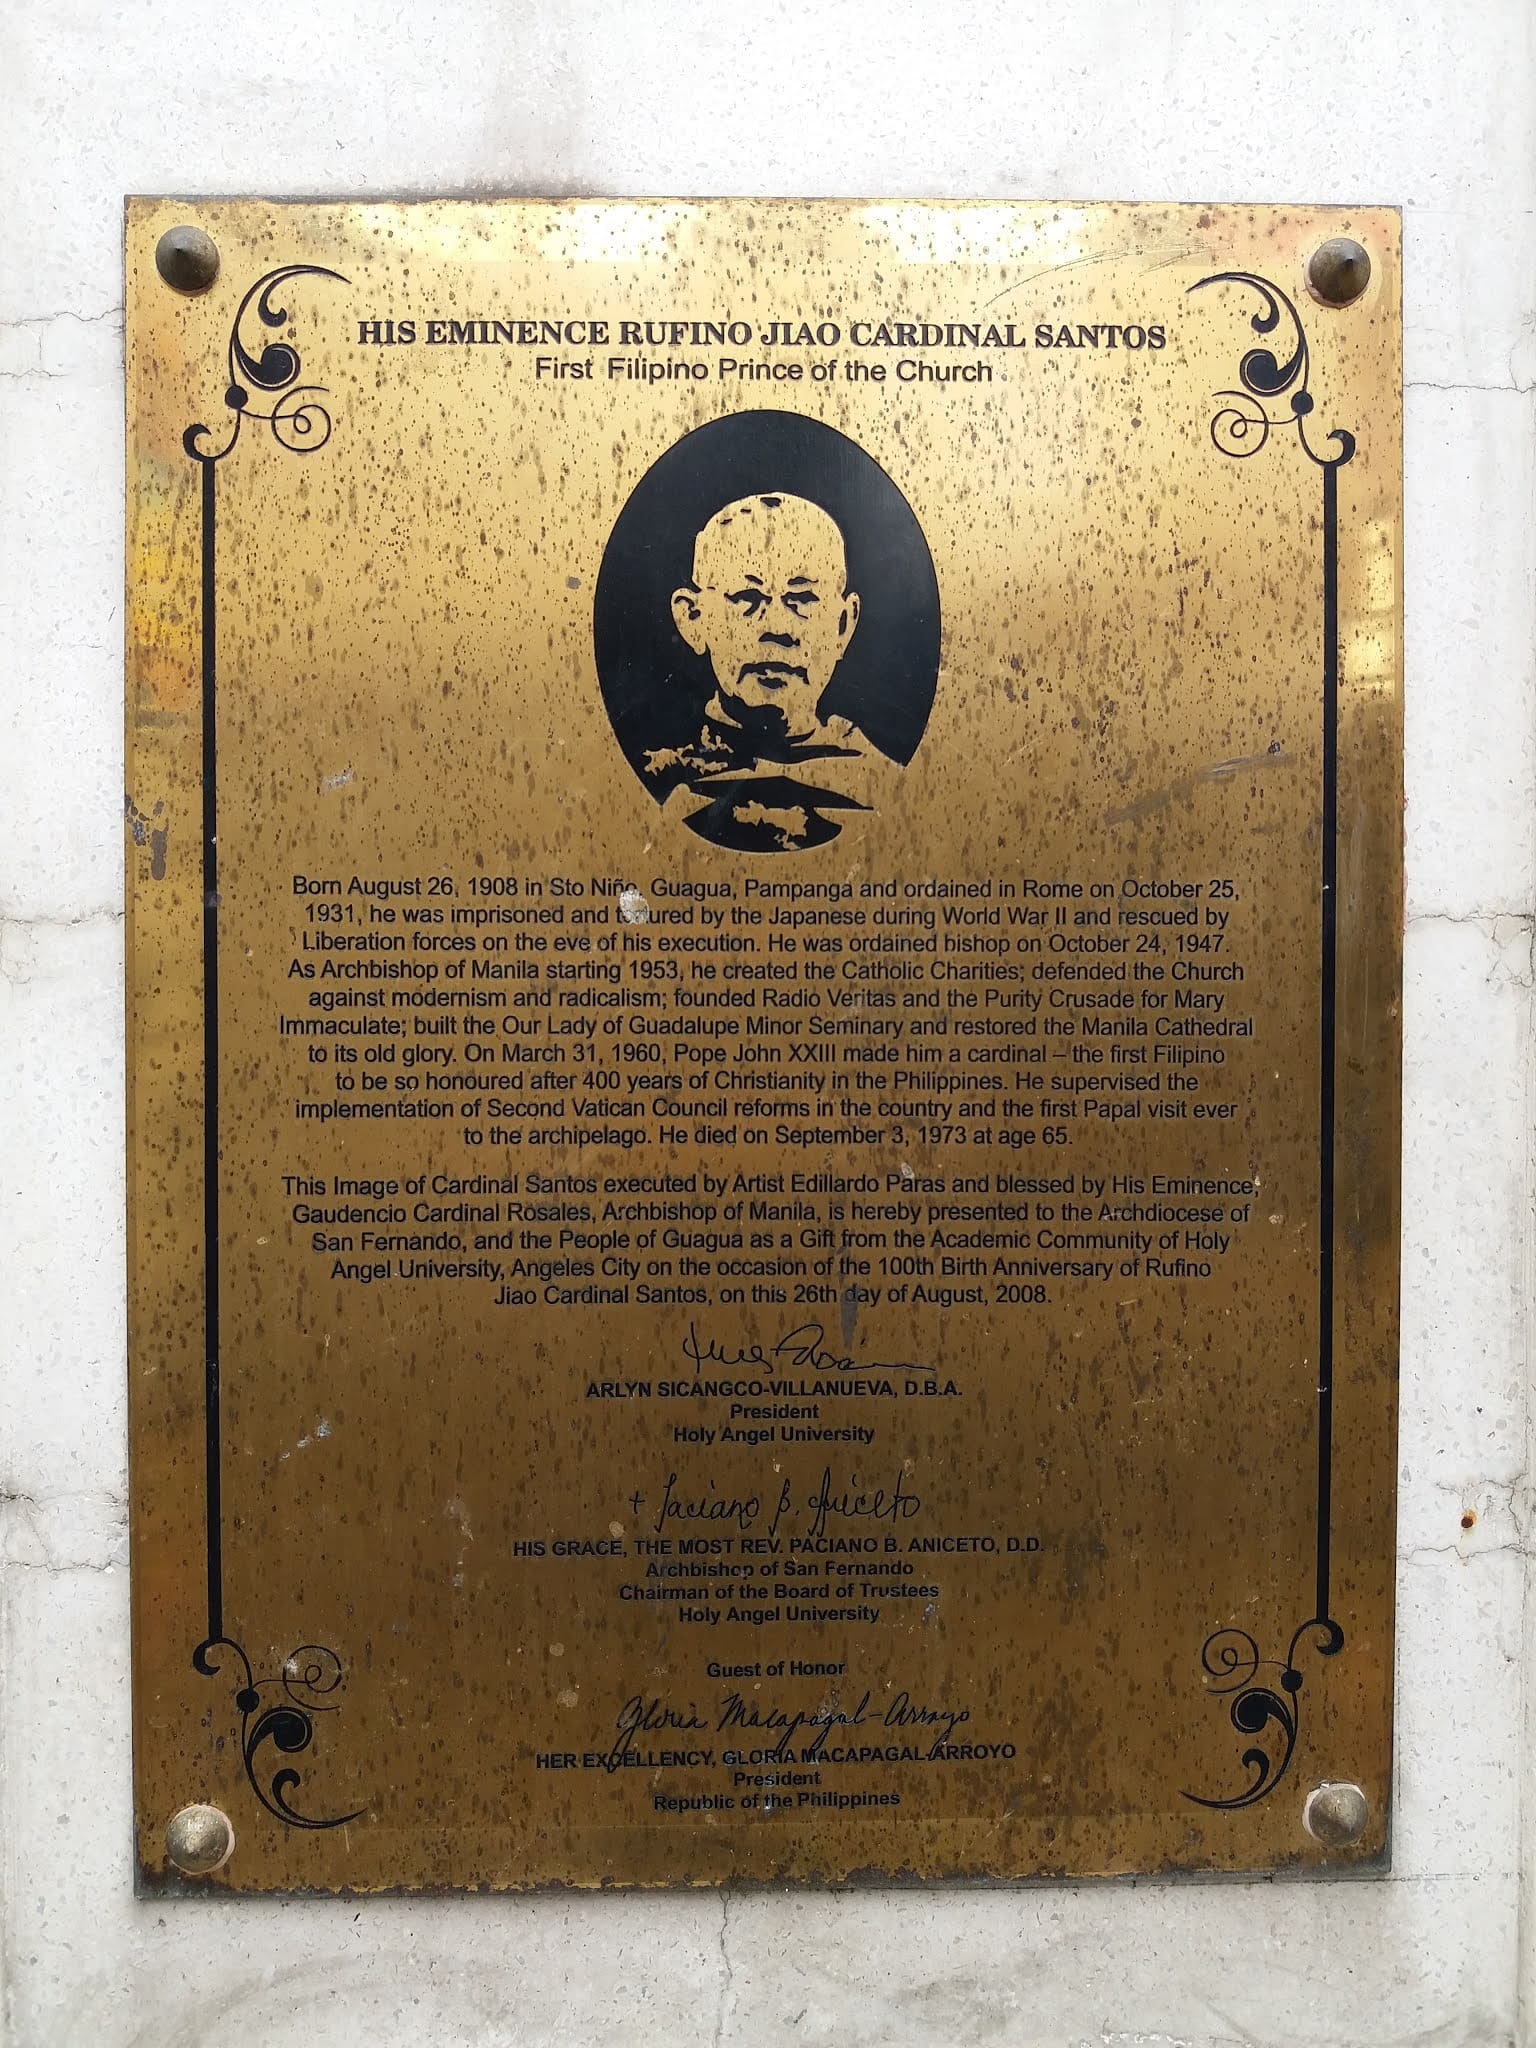 HIS EMINENCE RUFINO JIAO CARDINAL SANTOS
First Filipino Prince of the Church
Born August 26, 1908 in Sto Niño, Guagua, Pampanga and ordained in Rome on October 25,
1931, he was imprisoned and tortured by the Japanese during World War II and rescued by
Liberation forces on the eve of his execution. He was ordained bishop on October 24, 1947.
As Archbishop of Manila starting 1953, he created the Catholic Charities; defended the Church
against modernism and radicalism; founded Radio Veritas and the Purity Crusade for Mary
Immaculate; built the Our Lady of Guadalupe Minor Seminary and restored the Manila Cathedral
to its old glory. On March 31, 1960, Pope John XXIII made him a cardinal – the first Filipino
to be so honoured after 400 years of Christianity in the Philippines. He supervised the
implementation of Second Vatican Council reforms in the country and the first Papal visit ever
to the archipelago. He died on September 3, 1973 at age 65.
This Image of Cardinal Santos executed by Artist Edillardo Paras and blessed by His Eminence,
Gaudencio Cardinal Rosales, Archbishop of Manila, is hereby presented to the Archdiocese of
San Fernando, and the People of Guagua as a Gift from the Academic Community of Holy
Angel University, Angeles City on the occasion of the 100th Birth Anniversary of Rufino
Jiao Cardinal Santos, on this 26th day of August, 2008.
ARLYN SICANGCO-VILLANUEVA, D.B.A.
President
Holy Angel University
+ Paciano B. Aniceto
HIS GRACE, THE MOST REV. PACIANO B. ANICETO, D.D.
Archbishop of San Fernando
Chairman of the Board of Trustees
Holy Angel University
Guest of Honor
Gloria Macapagal-Arroyo
HER EXCELLENCY, GLORIA MACAPAGAL-ARROYO
President
Republic of the Philippines